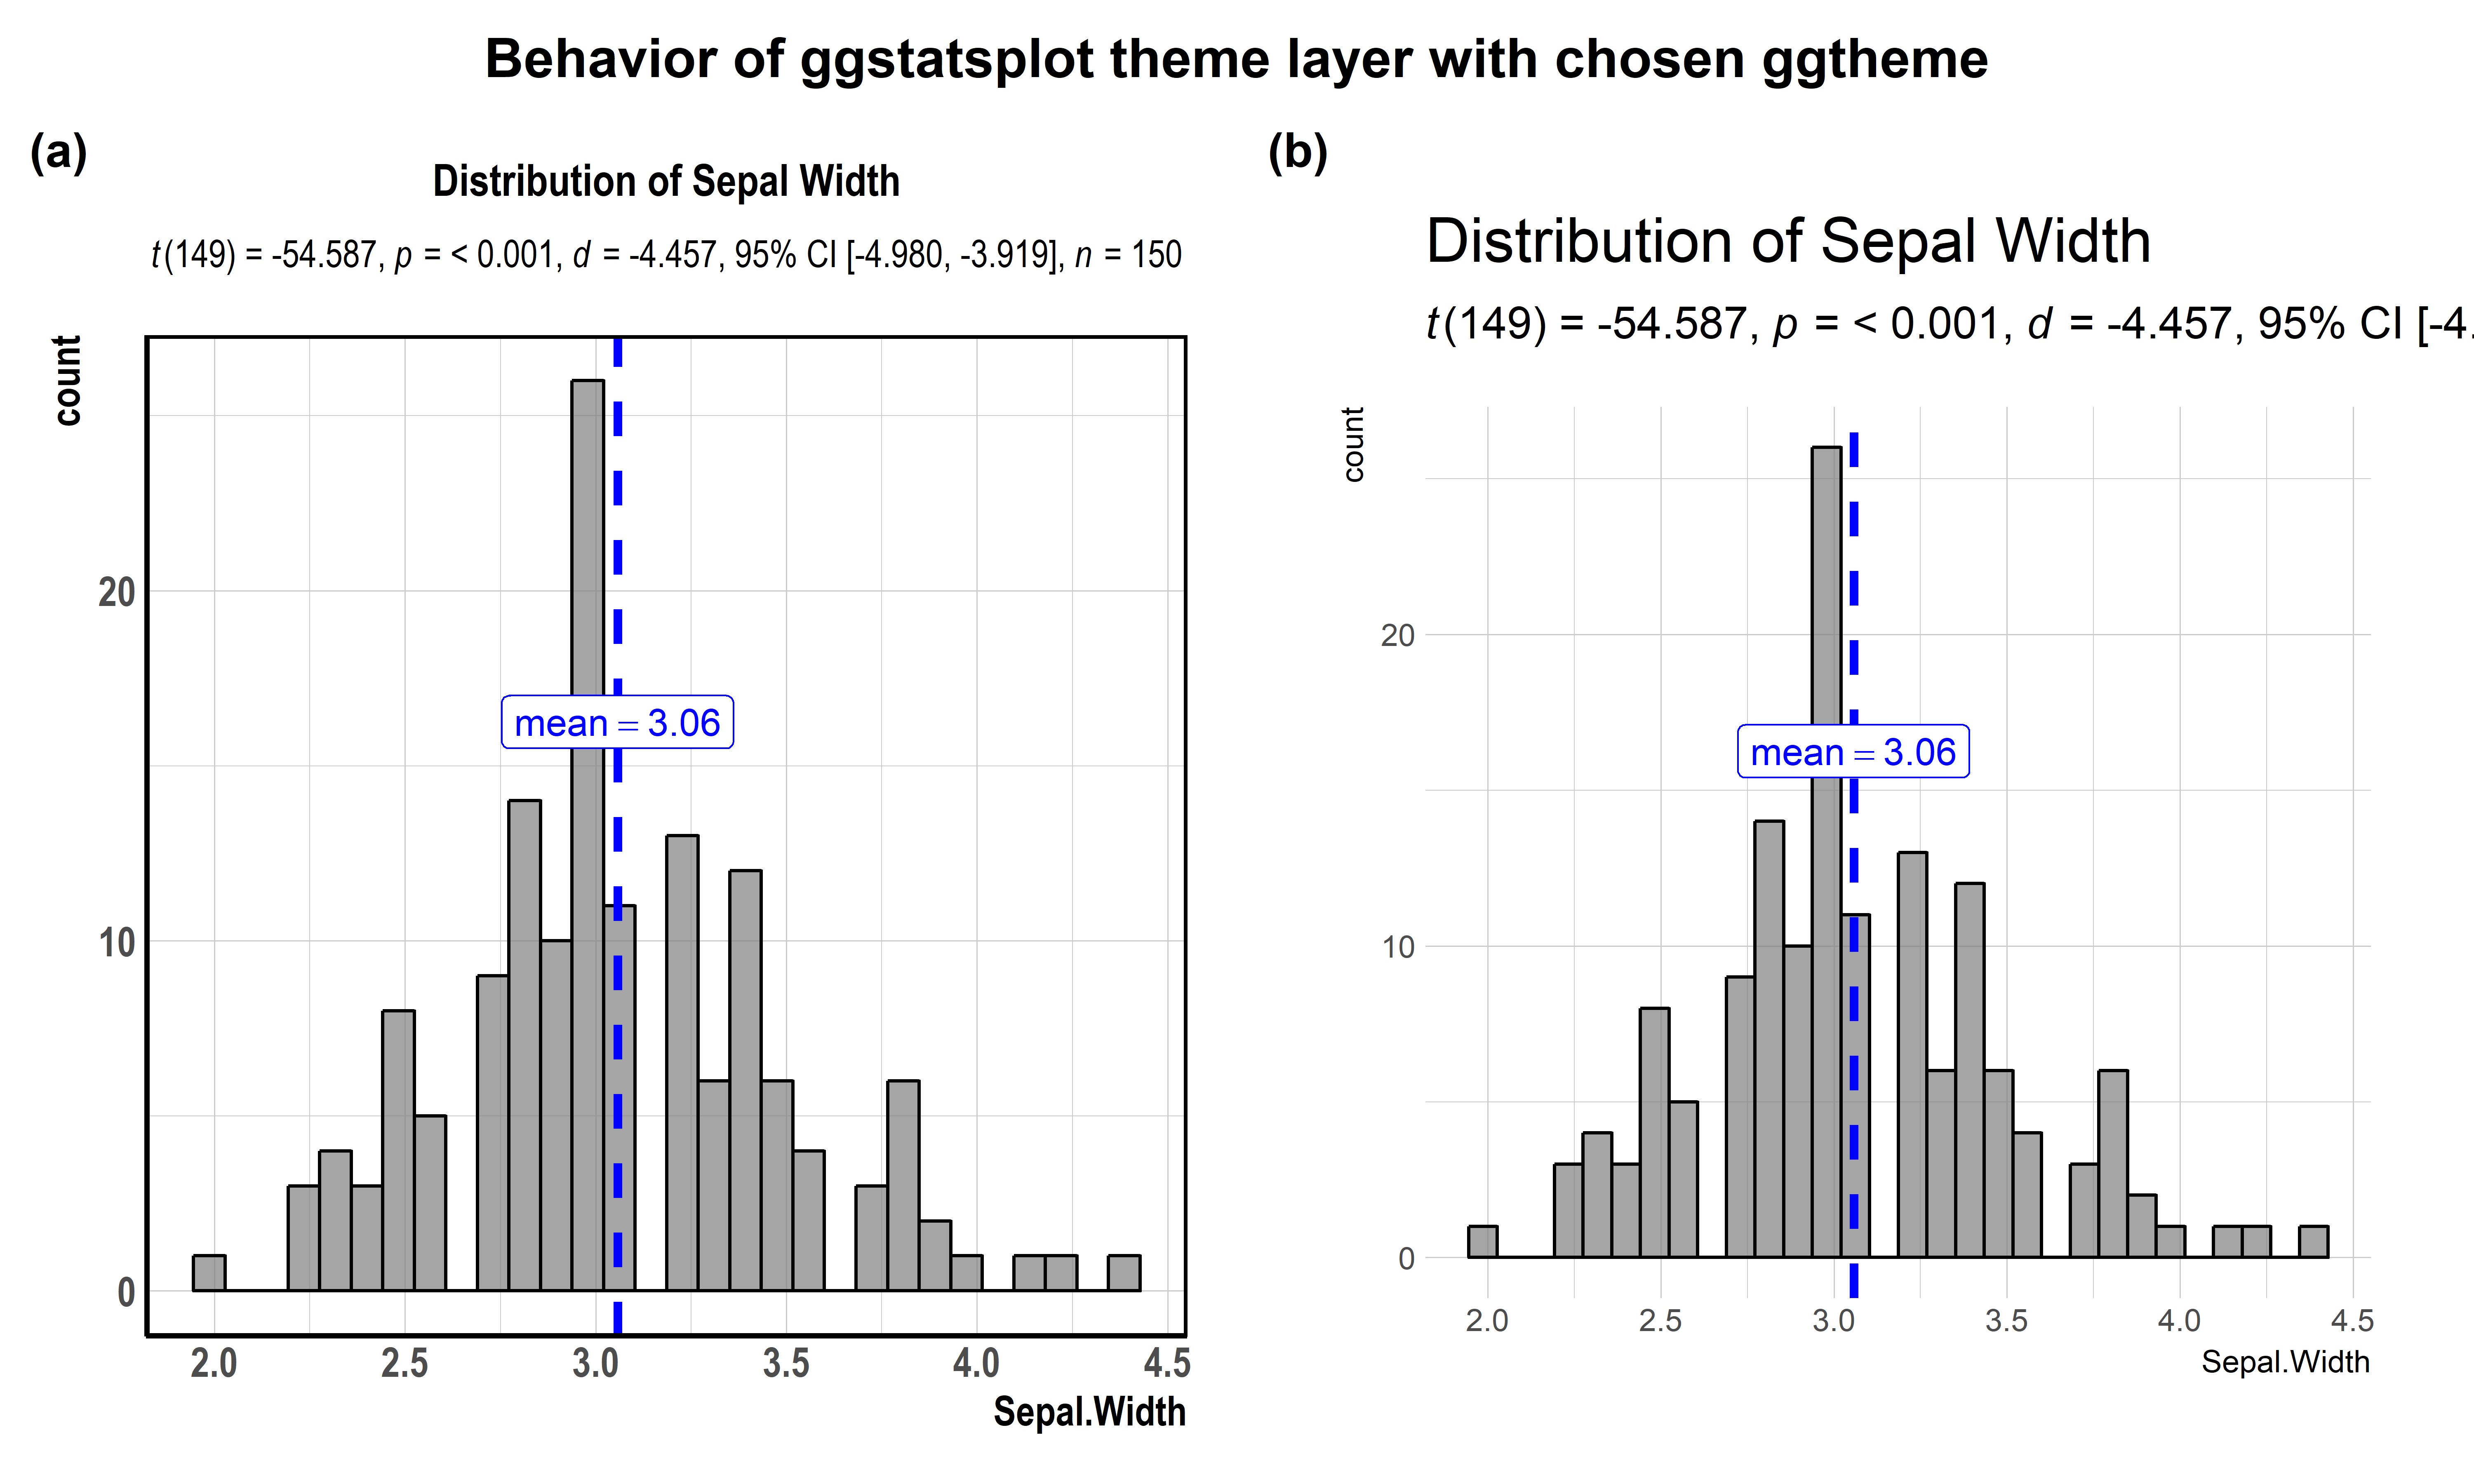 Behavior of ggstatsplot theme layer with chosen ggtheme
(a)
Distribution of Sepal Width
t(149) = -54.587, p = < 0.001, d = -4.457, 95% CI [-4.980, -3.919], n = 150
count
20
10
0
mean = 3.06
2.0 2.5 3.0 3.5 4.0 4.5
Sepal.Width
(b)
Distribution of Sepal Width
t(149) = -54.587, p = < 0.001, d = -4.457, 95% CI [-4.
count
20
10
0
mean = 3.06
2.0 2.5 3.0 3.5 4.0 4.5
Sepal.Width